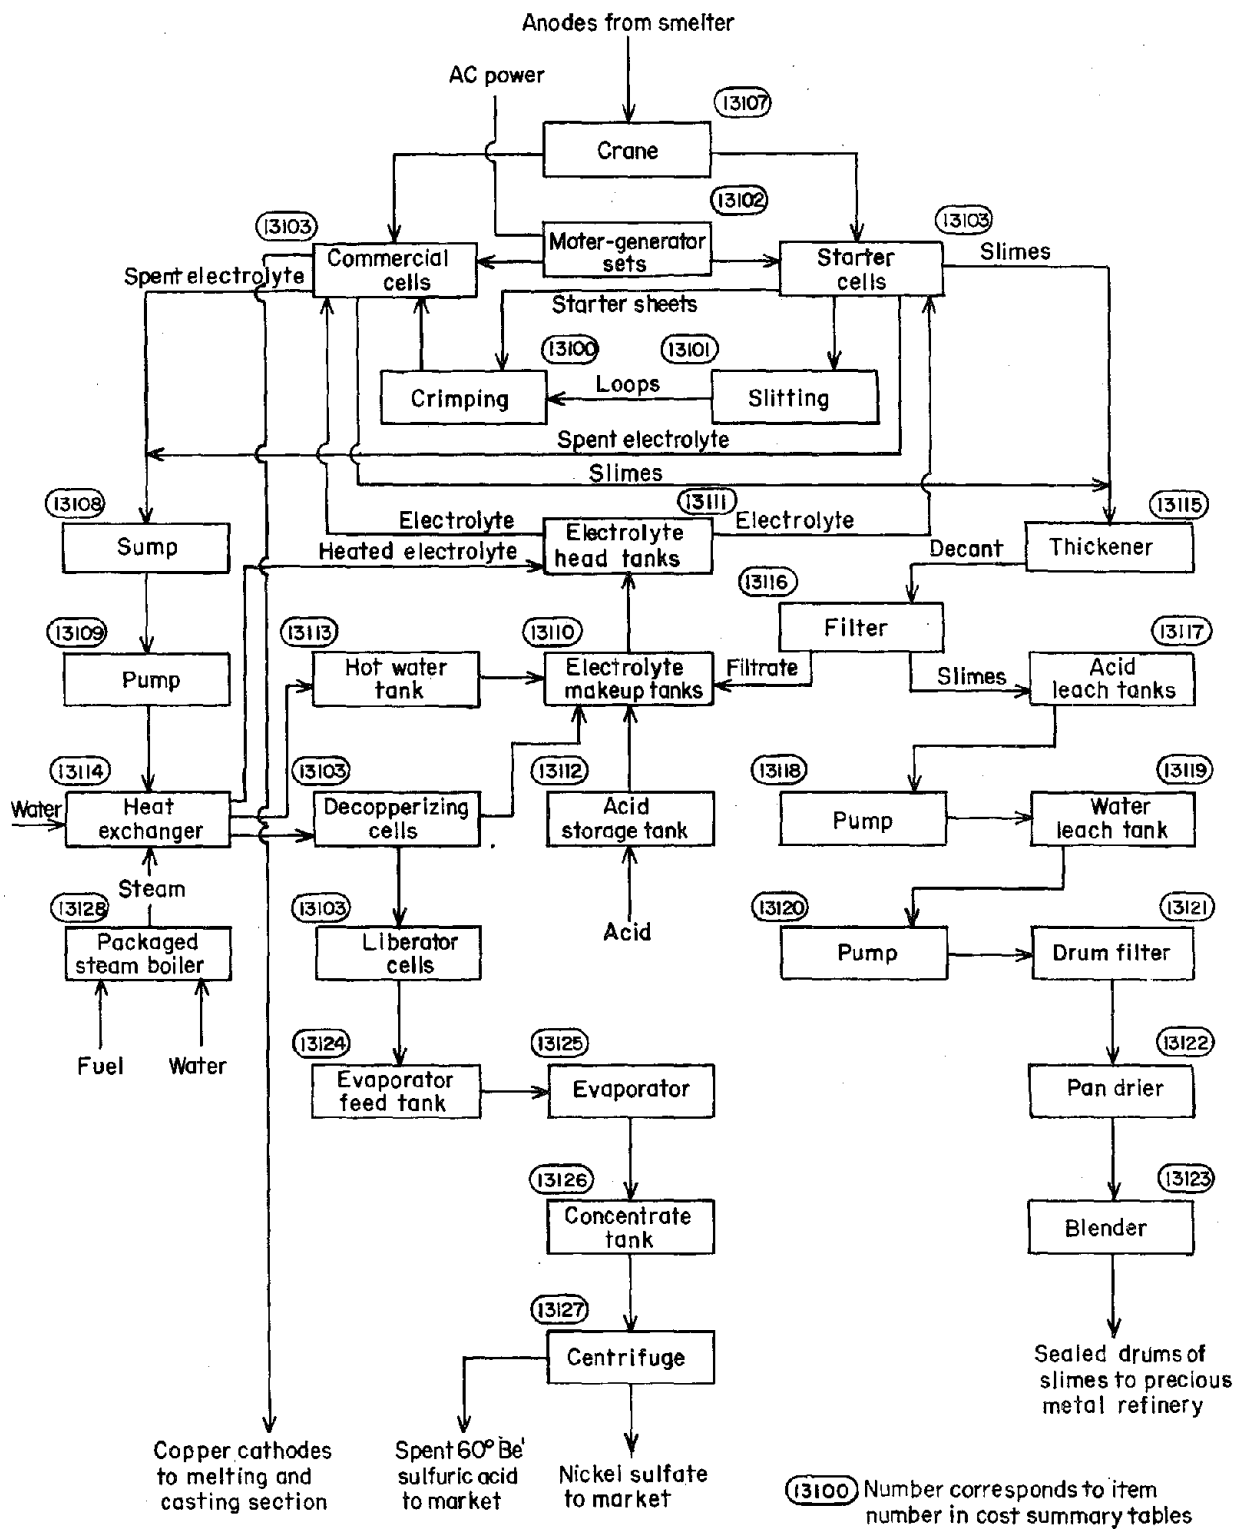 Anodes from smelter
AC power
13107
Crane
13102
13103
13103
Moter-generator
sets
Commercial
cells
Starter
cells
Slimes
Spent electrolyte
Starter sheets
13100
13101
Crimping
Loops
Slitting
Spent electrolyte
Slimes
13108
13111
13115
Sump
Electrolyte
Electrolyte
head tanks
Electrolyte
Thickener
Heated electrolyte
Decant
13116
13109
13113
13110
Filter
13117
Pump
Hot water
tank
Electrolyte
makeup tanks
Filtrate
Slimes
Acid
leach tanks
13114
13103
13112
13118
13119
Water
Heat
exchanger
Decopperizing
cells
Acid
storage tank
Pump
Water
leach tank
Steam
13128
13103
Acid
13120
13121
Packaged
steam boiler
Liberator
cells
Pump
Drum filter
Fuel
Water
13124
13125
13122
Evaporator
feed tank
Evaporator
Pan drier
13126
13123
Concentrate
tank
Blender
13127
Centrifuge
Sealed drums of
slimes to precious
metal refinery
Copper cathodes
to melting and
casting section
Spent 60° Be'
sulfuric acid
to market
Nickel sulfate
to market
13100 Number corresponds to item
number in cost summary tables